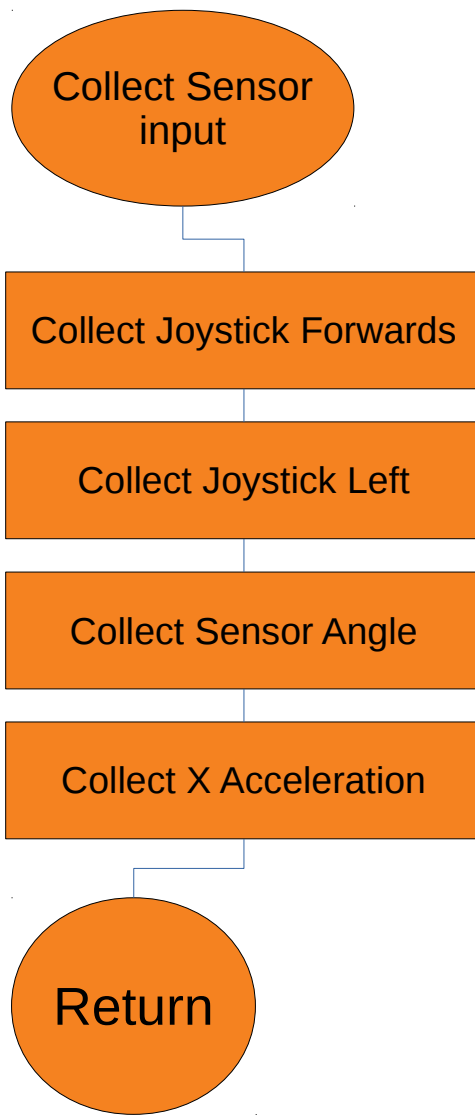 Collect Sensor
input
Collect Joystick Forwards
Collect Joystick Left
Collect Sensor Angle
Collect X Acceleration
Return